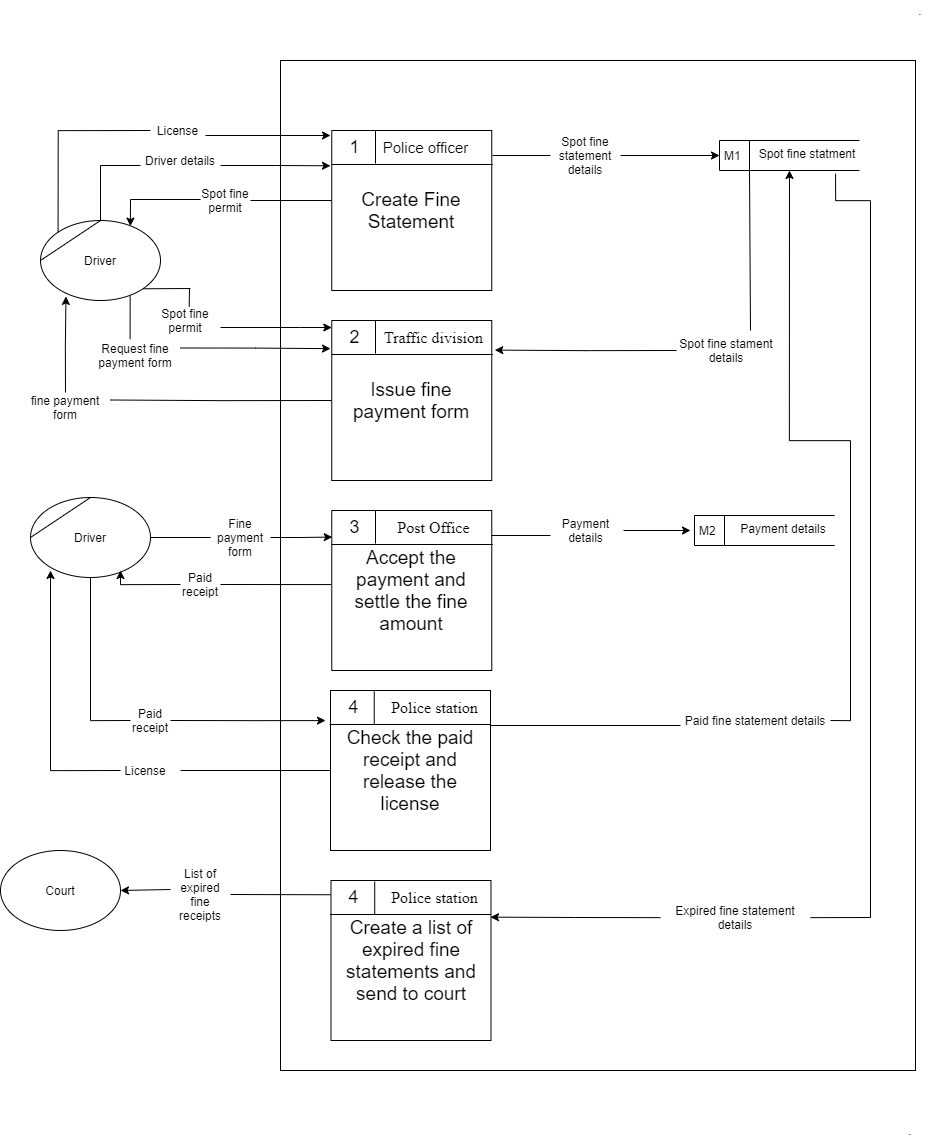 License
1
Police officer
Spot fine
statement
details
M1
Spot fine statment
Driver details
Spot fine
permit
Create Fine
Statement
Driver
Spot fine
permit
2
Traffic division
Request fine
payment form
Spot fine stament
details
Issue fine
payment form
fine payment
form
3
Post Office
Fine
payment
form
Payment
details
M2
Payment details
Driver
Accept the
payment and
settle the fine
amount
Paid
receipt
4
Police station
Paid
receipt
Paid fine statement details
Check the paid
receipt and
release the
license
License
List of
expired
fine
receipts
Court
4
Police station
Expired fine statement
details
Create a list of
expired fine
statements and
send to court